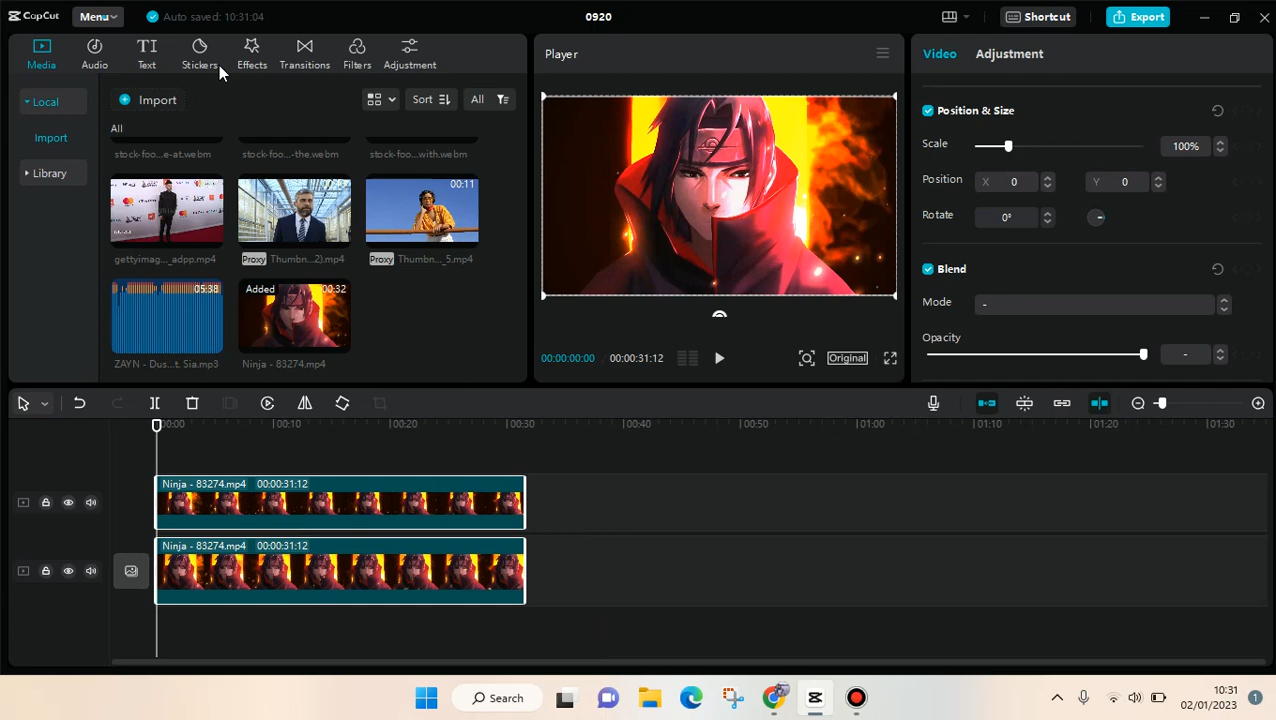 CapCut
Menu
Auto saved: 10:31:04
0920
Shortcut
Export
Media
Audio
Text
Stickers
Effects
Transitions
Filters
Adjustment
Local
Import
Library
Import
Sort
All
All
stock-foo...e-at.webm
stock-foo...-the.webm
stock-foo...with.webm
gettyimag..._adpp.mp4
Proxy Thumbn...2).mp4
00:11
Proxy Thumbn..._5.mp4
05:38
ZAYN - Dus...t. Sia.mp3
Added 00:32
Ninja - 83274.mp4
Player
00:00:00:00 / 00:00:31:12
Original
Video
Adjustment
Position & Size
Scale 100%
Position X 0 Y 0
Rotate 0°
Blend
Mode -
Opacity -
00:00 00:10 00:20 00:30 00:40 00:50 01:00 01:10 01:20 01:30
Ninja - 83274.mp4 00:00:31:12
Ninja - 83274.mp4 00:00:31:12
Search
10:31
02/01/2023
1